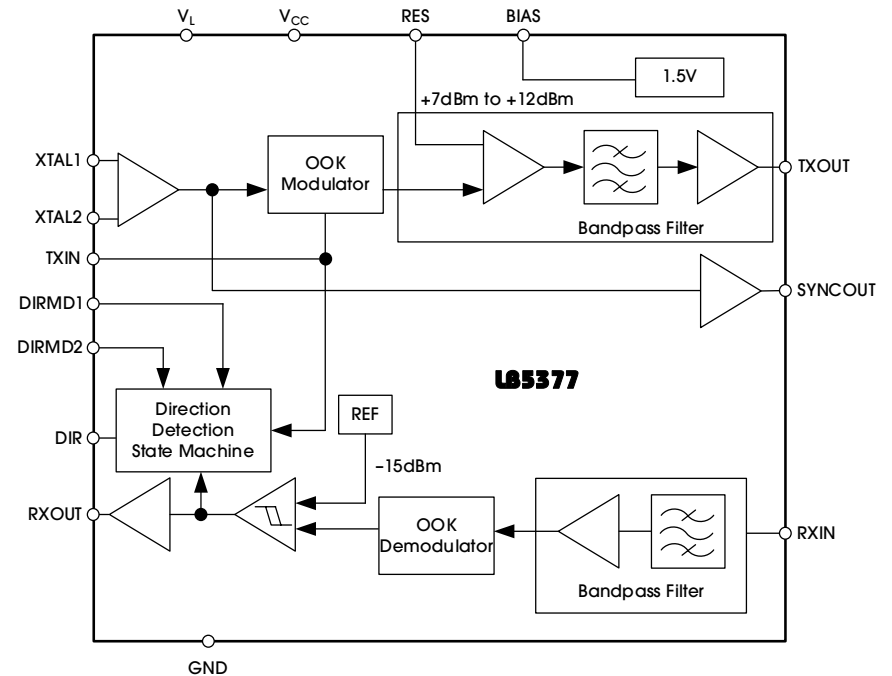 VL
VCC
RES
BIAS
1.5V
+7dBm to +12dBm
XTAL1
XTAL2
OOK
Modulator
TXOUT
Bandpass Filter
TXIN
SYNCOUT
DIRMD1
DIRMD2
LB5377
Direction
Detection
State Machine
REF
DIR
–15dBm
RXOUT
OOK
Demodulator
RXIN
Bandpass Filter
GND